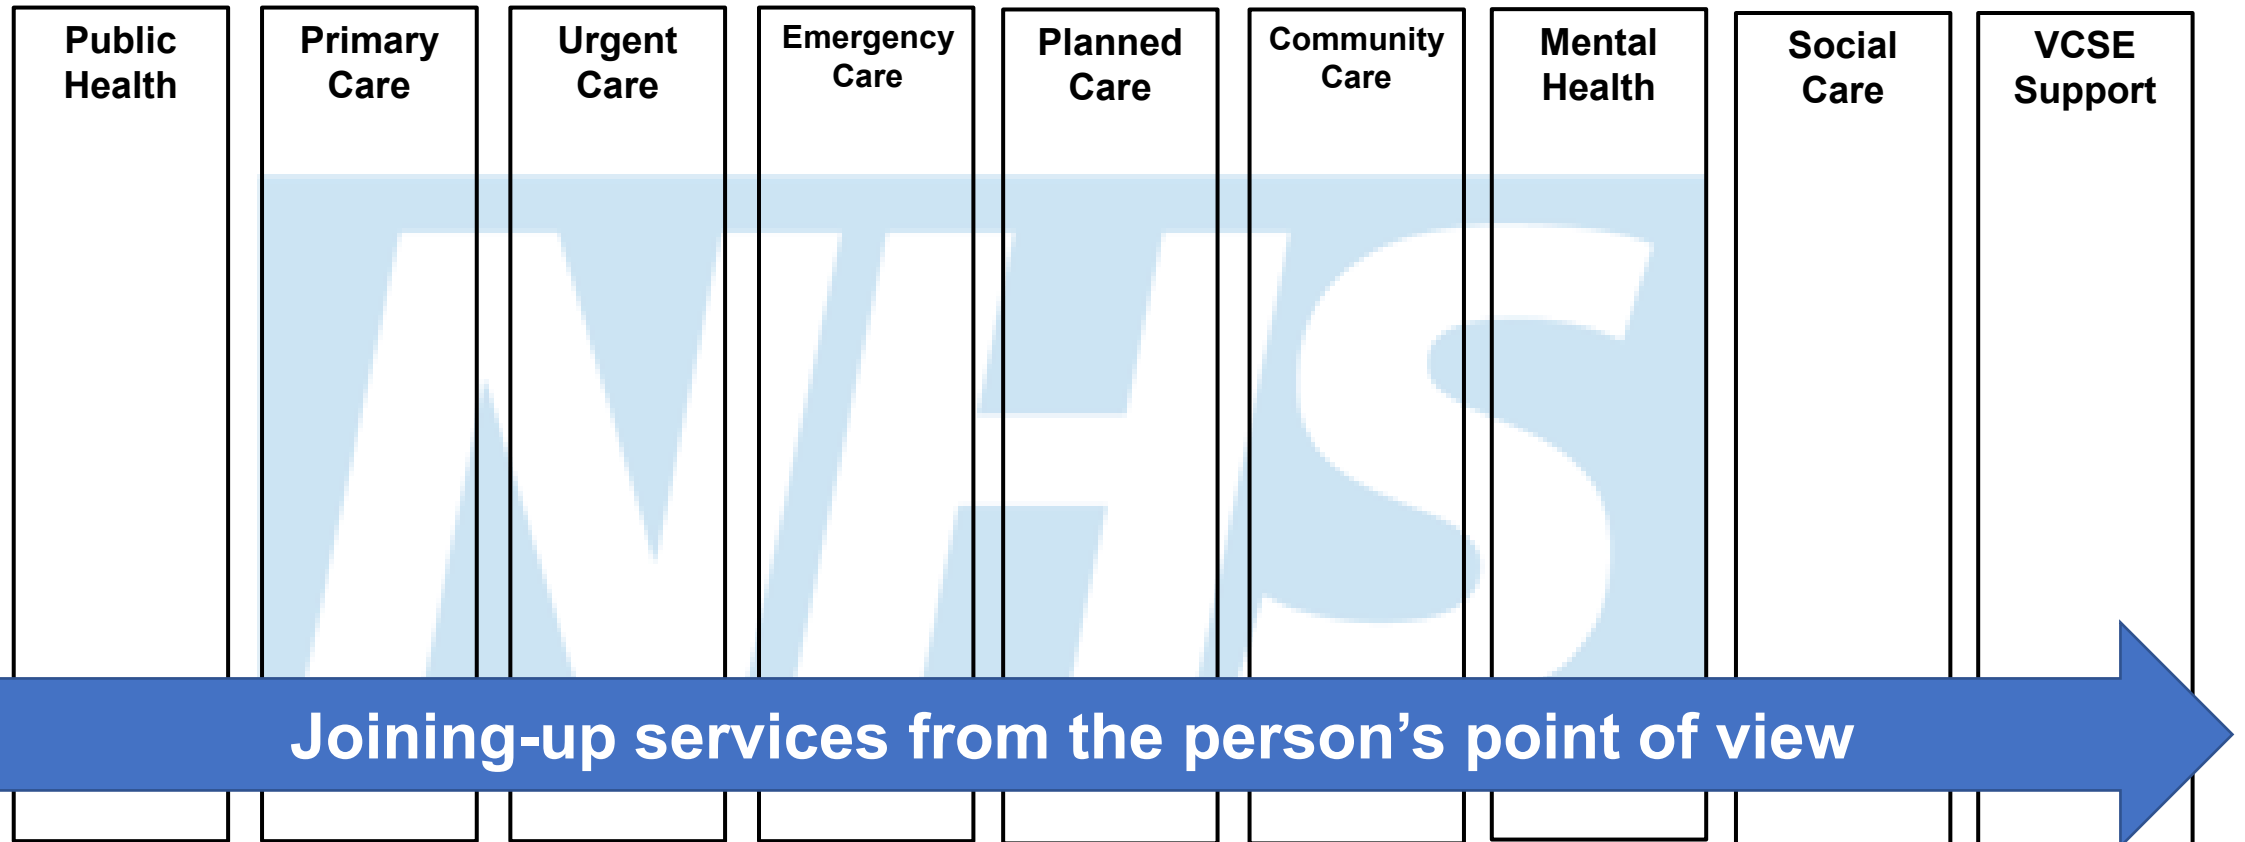 Public
Health
Primary
Care
Urgent
Care
Emergency
Care
Planned
Care
Community
Care
Mental
Health
Social
Care
VCSE
Support
NHS
Joining-up services from the person’s point of view